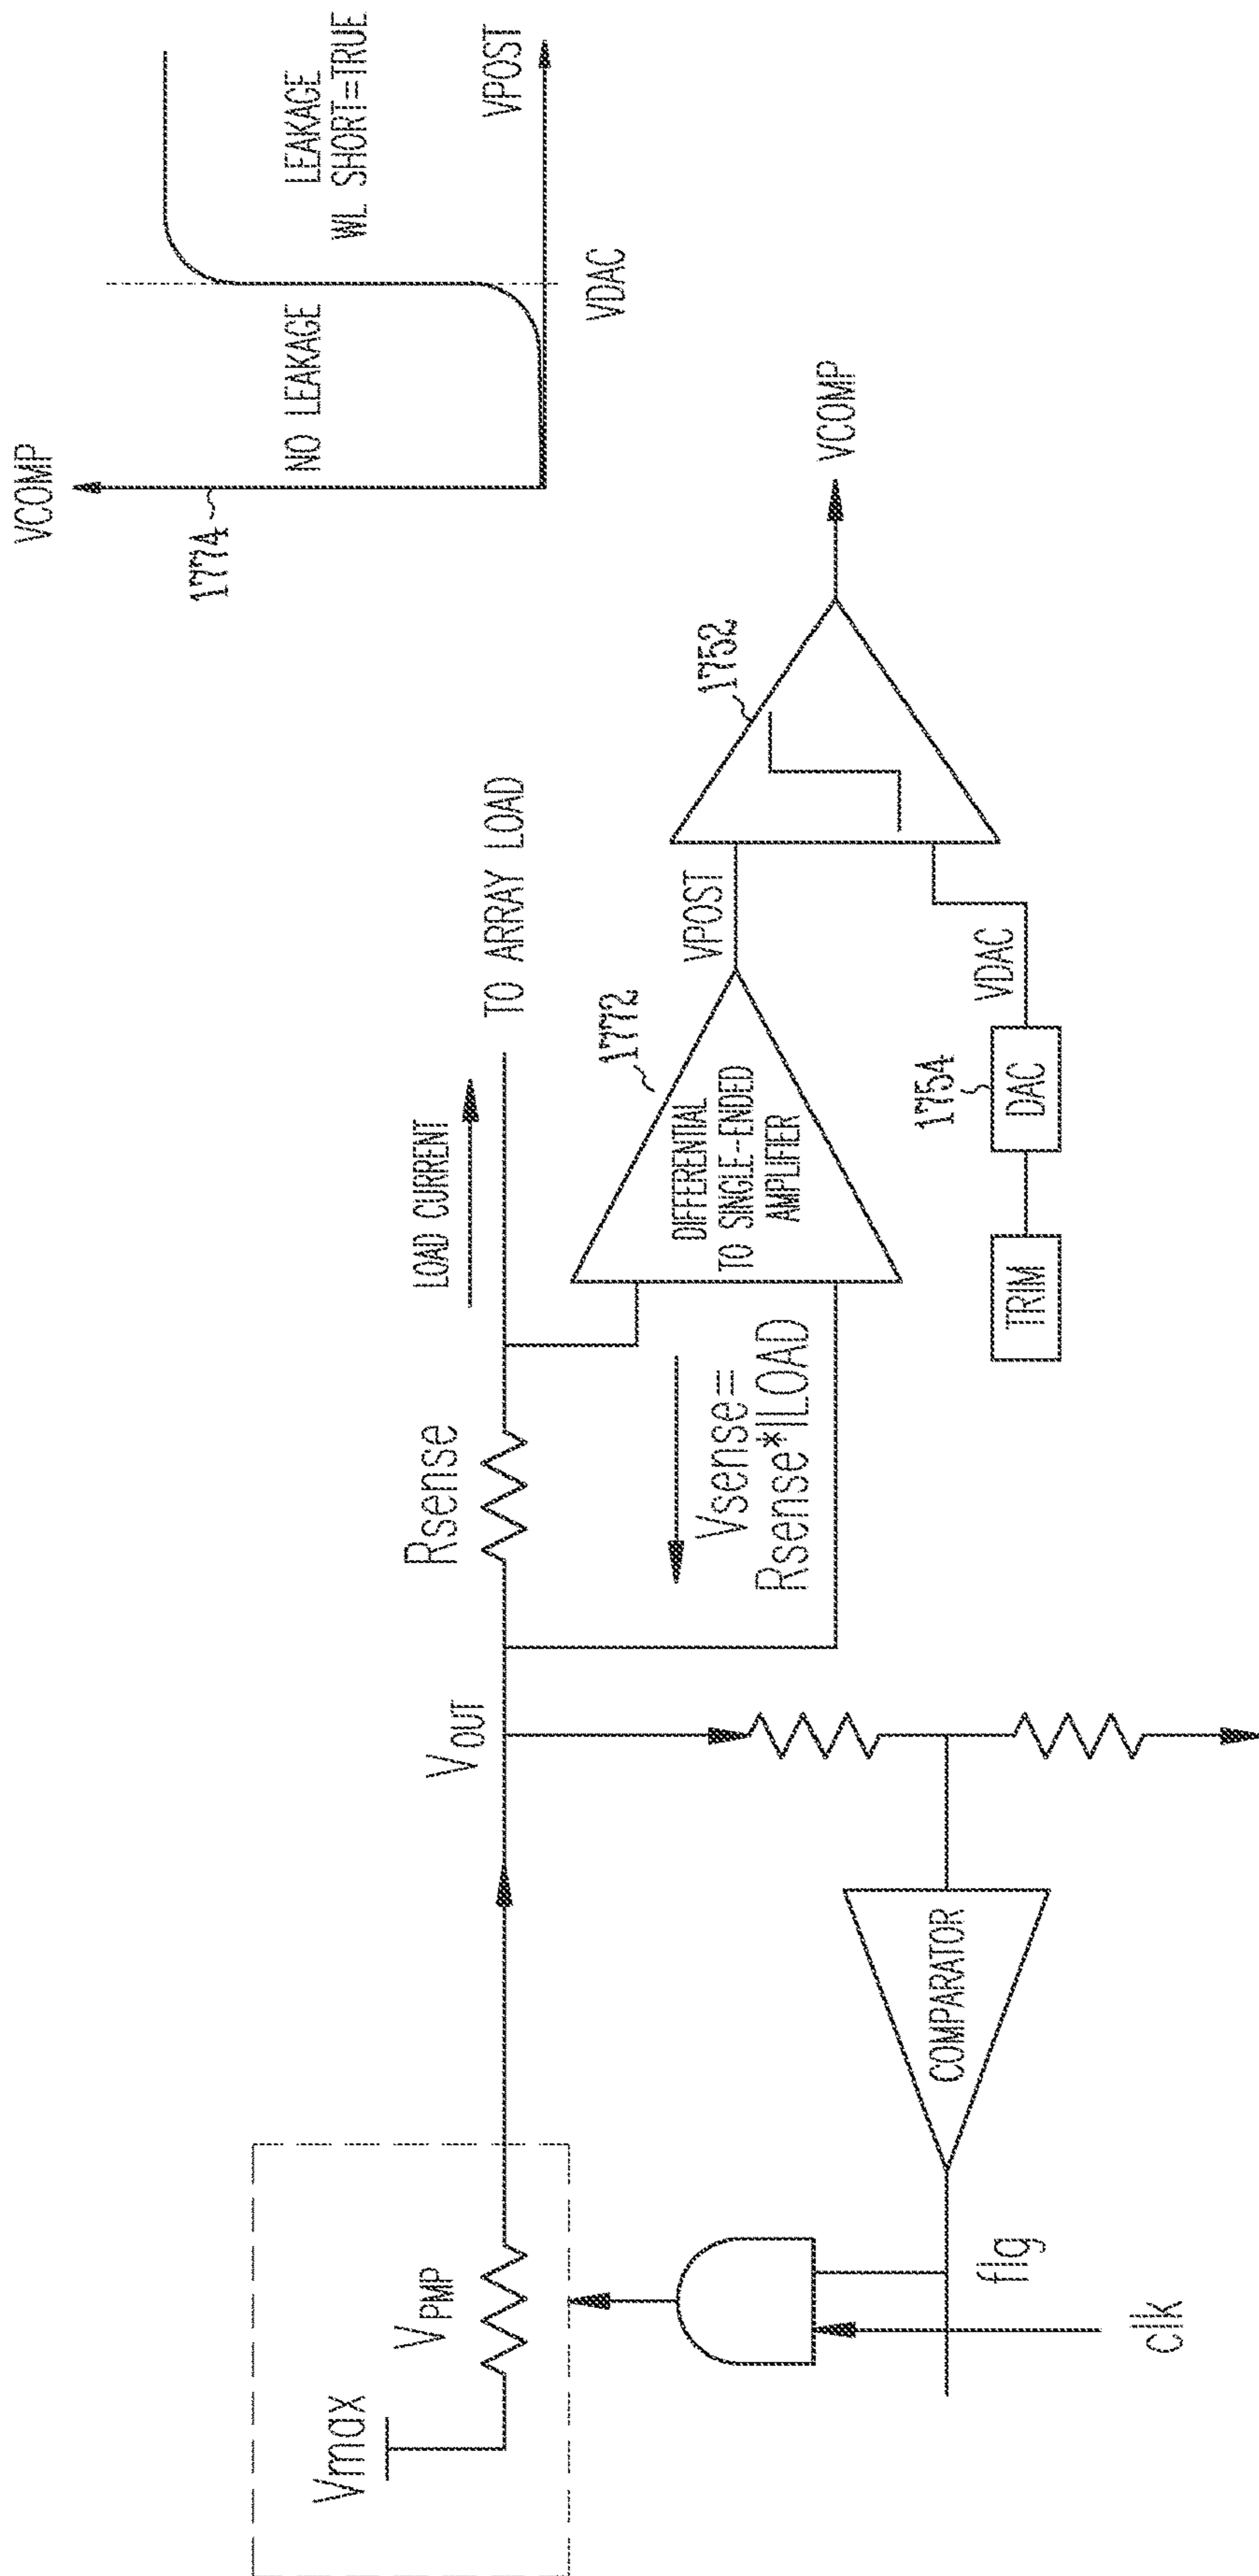 VCOMP
1774
NO LEAKAGE
LEAKAGE
WL SHORT=TRUE
VDAC
VPOST
Vmax
VPMP
VOUT
Rsense
LOAD CURRENT
TO ARRAY LOAD
Vsense=
Rsense*ILOAD
1772
DIFFERENTIAL
TO SINGLE-ENDED
AMPLIFIER
VPOST
1752
VCOMP
TRIM
1754
DAC
VDAC
COMPARATOR
flg
clk